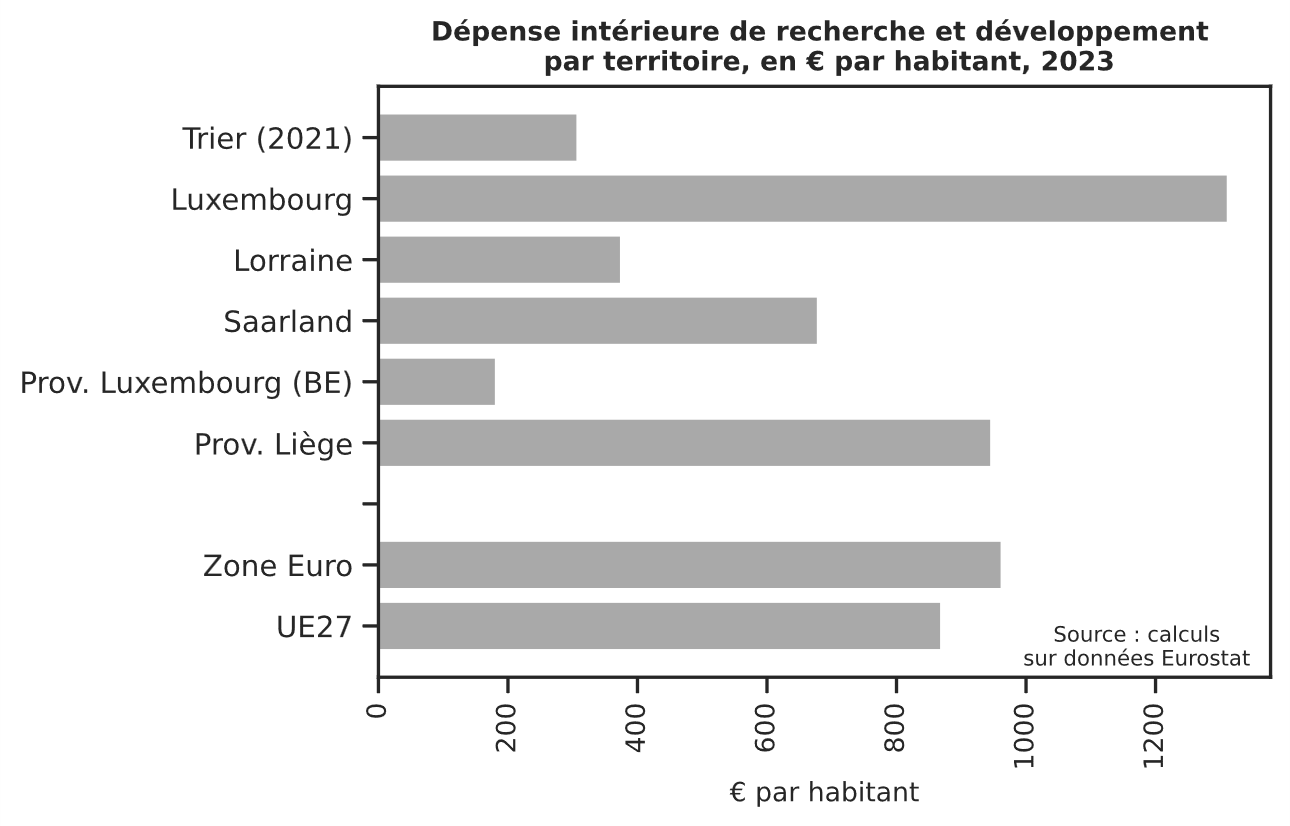 Dépense intérieure de recherche et développement
par territoire, en € par habitant, 2023
Trier (2021)
Luxembourg
Lorraine
Saarland
Prov. Luxembourg (BE)
Prov. Liège
Zone Euro
UE27
Source : calculs
sur données Eurostat
0
200
400
600
800
1000
1200
€ par habitant